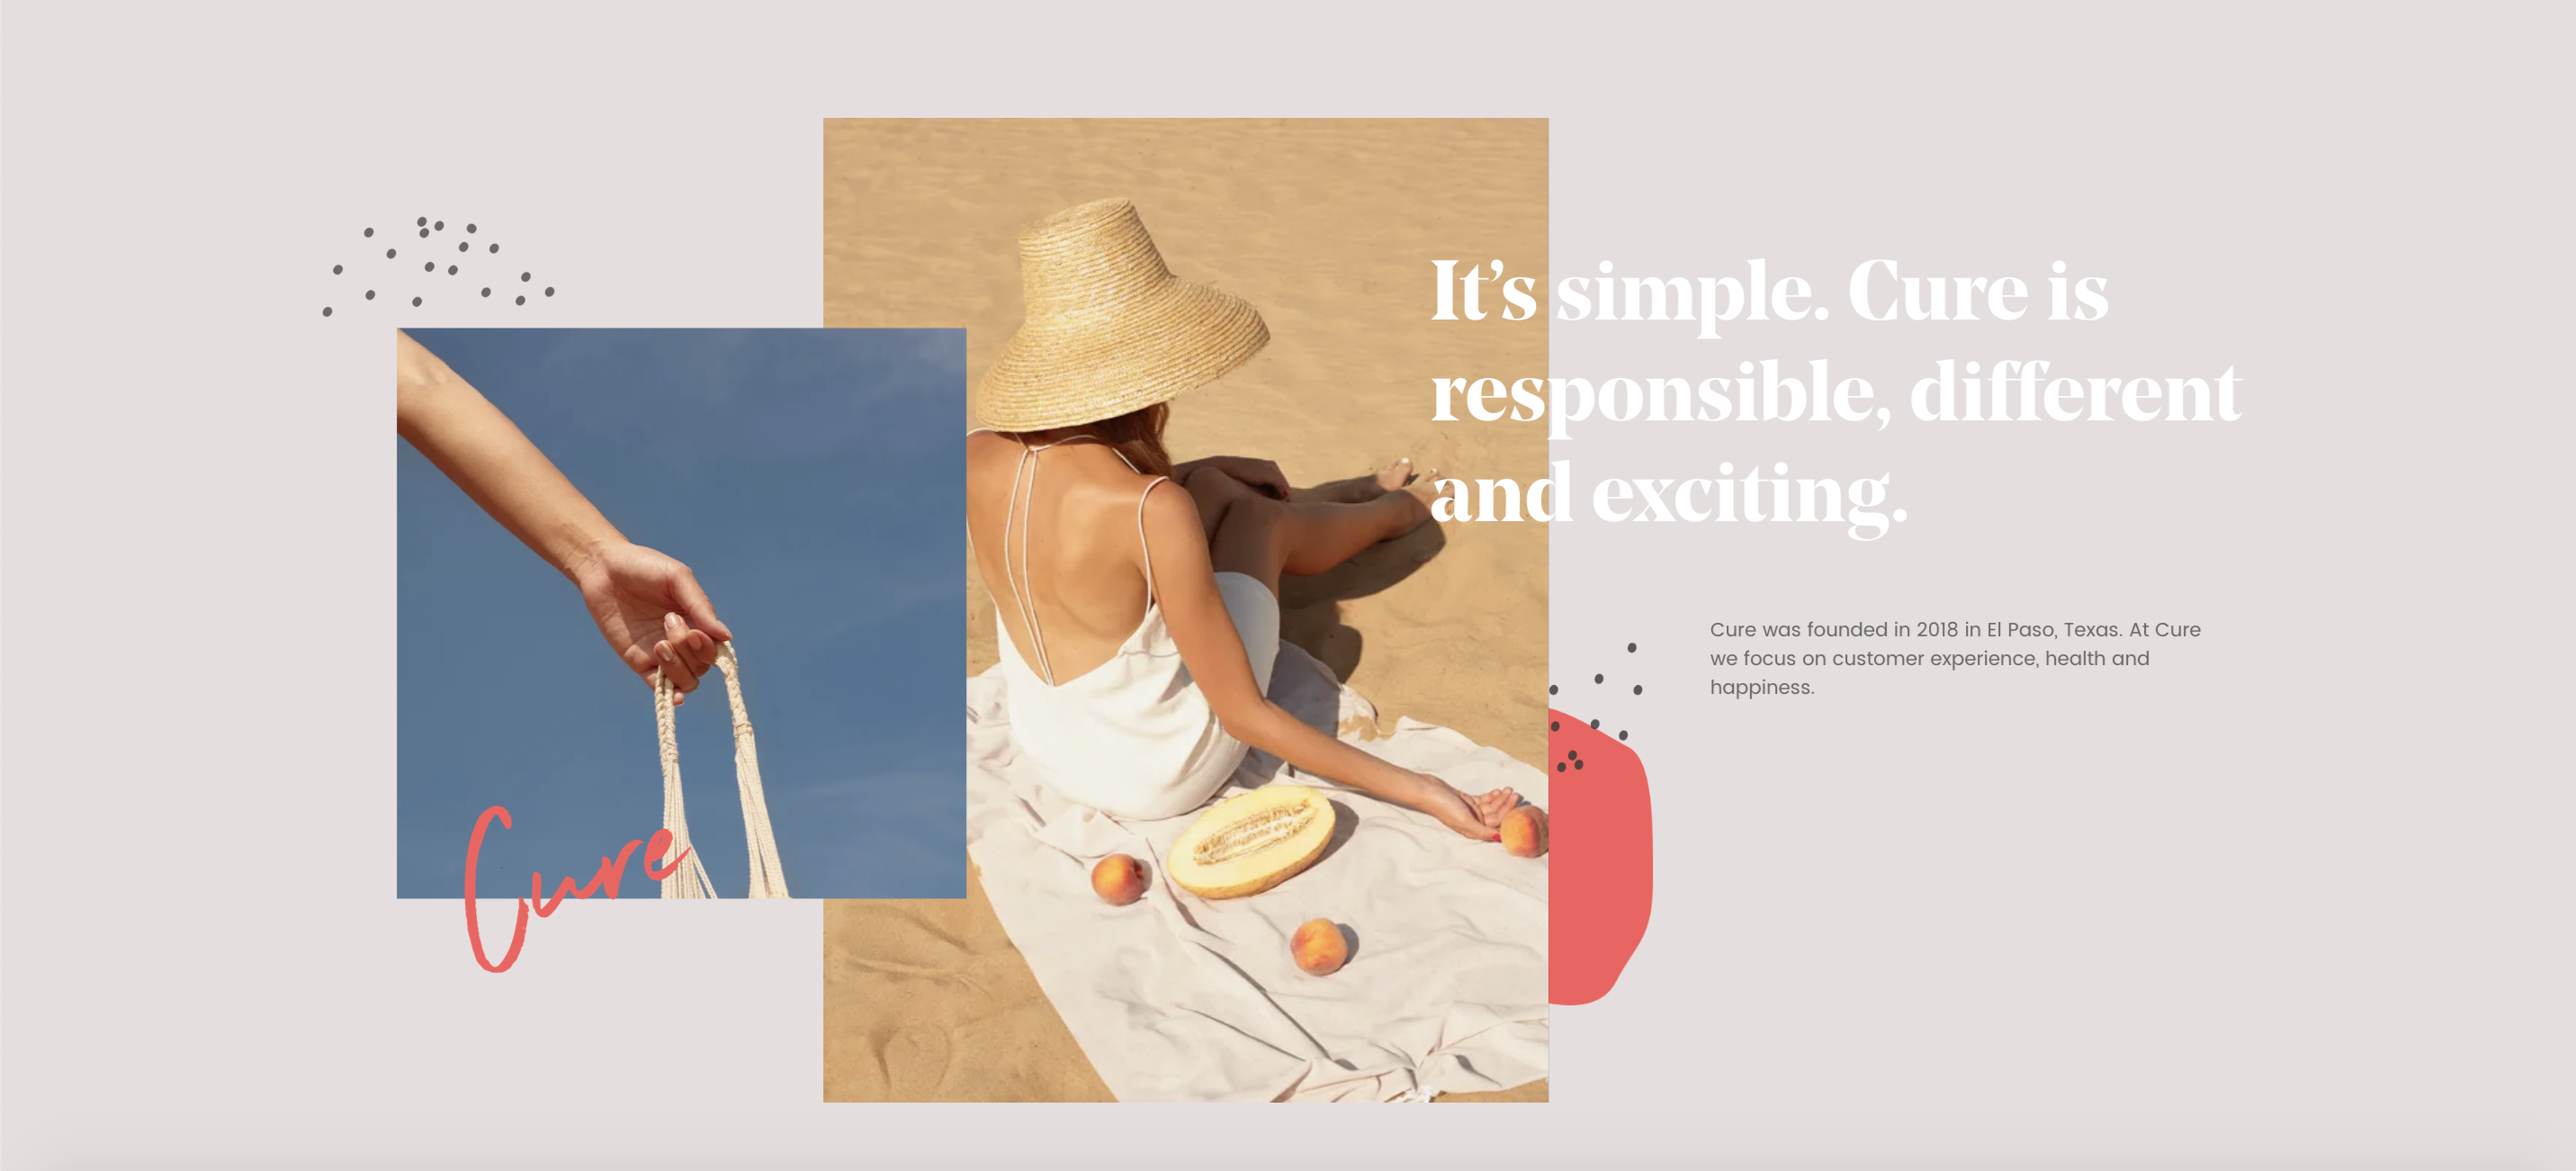 It’s simple. Cure is
responsible, different
and exciting.
Cure was founded in 2018 in El Paso, Texas. At Cure
we focus on customer experience, health and
happiness.
Cure